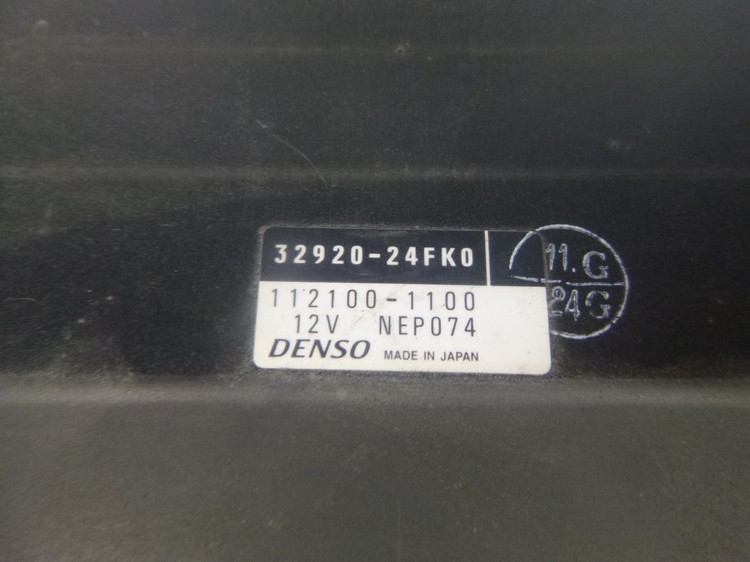 32920-24FK0
112100-1100
12V NEP074
DENSO MADE IN JAPAN
11.G
24G